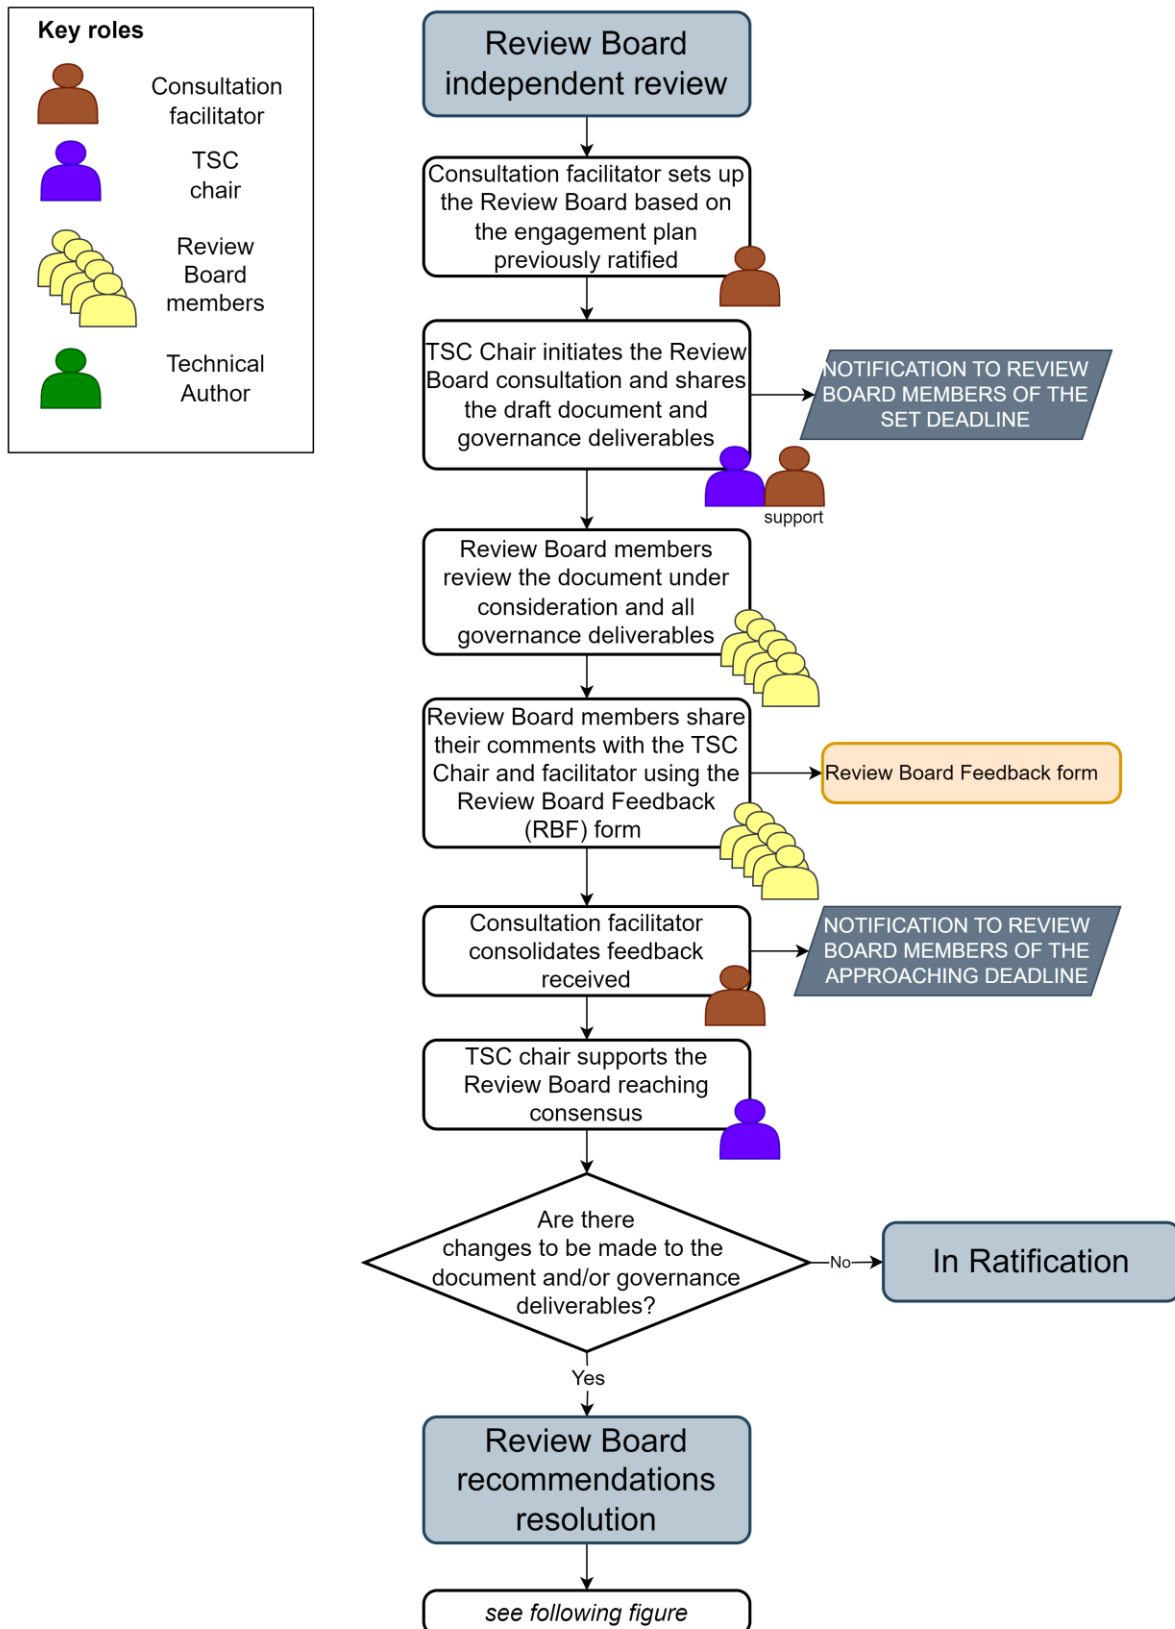 Key roles
Consultation
facilitator
TSC
chair
Review
Board
members
Technical
Author
Review Board
independent review
Consultation facilitator sets up
the Review Board based on
the engagement plan
previously ratified
TSC Chair initiates the Review
Board consultation and shares
the draft document and
governance deliverables
NOTIFICATION TO REVIEW
BOARD MEMBERS OF THE
SET DEADLINE
support
Review Board members
review the document under
consideration and all
governance deliverables
Review Board members share
their comments with the TSC
Chair and facilitator using the
Review Board Feedback
(RBF) form
Review Board Feedback form
Consultation facilitator
consolidates feedback
received
NOTIFICATION TO REVIEW
BOARD MEMBERS OF THE
APPROACHING DEADLINE
TSC chair supports the
Review Board reaching
consensus
Are there
changes to be made to the
document and/or governance
deliverables?
No
In Ratification
Yes
Review Board
recommendations
resolution
see following figure